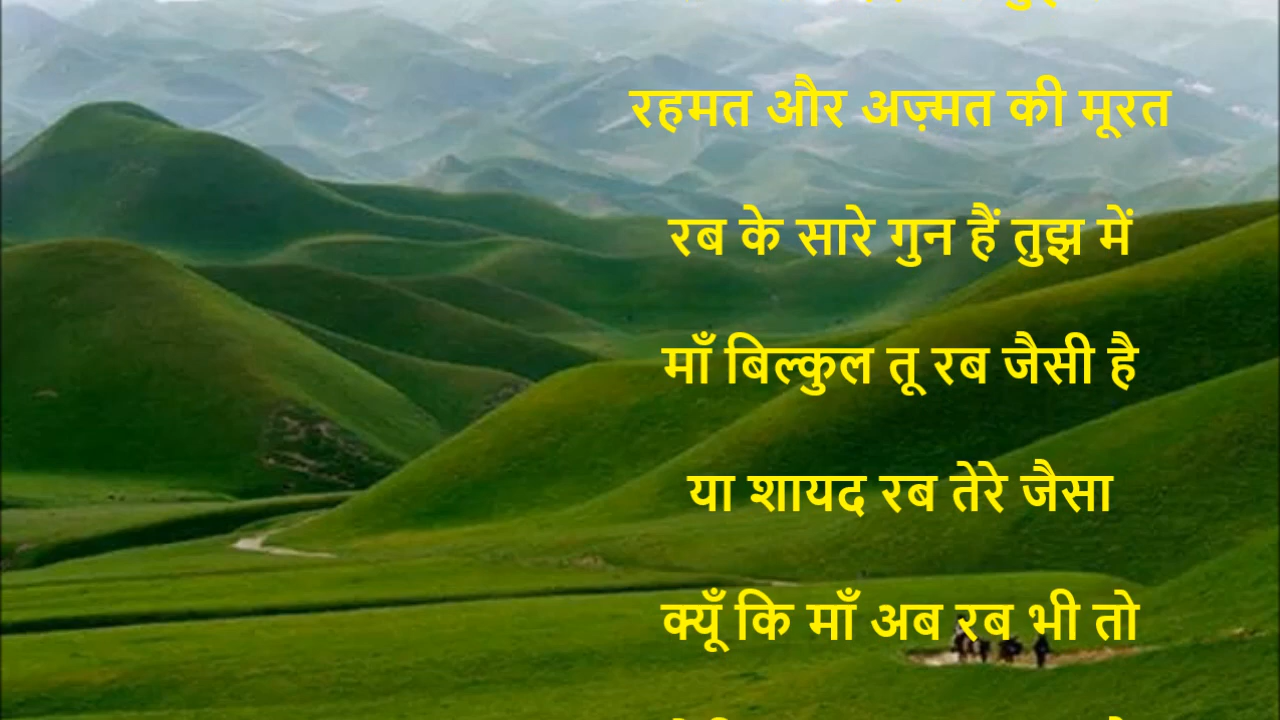 रहमत और अज़्मत की मूरत
रब के सारे गुन हैं तुझ में
माँ बिल्कुल तू रब जैसी है
या शायद रब तेरे जैसा
क्यूँ कि माँ अब रब भी तो